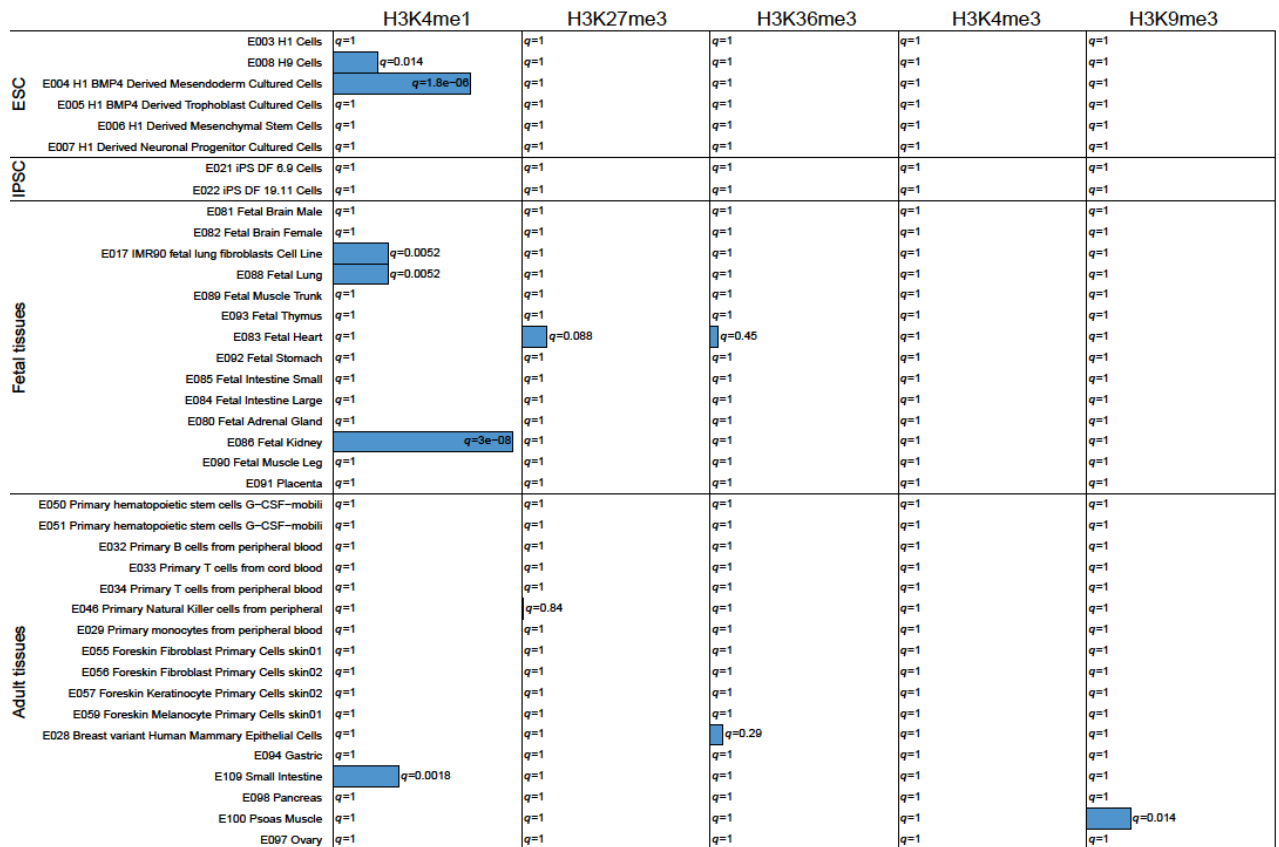 H3K4me1 H3K27me3 H3K36me3 H3K4me3 H3K9me3
ESC
E003 H1 Cells q=1 q=1 q=1 q=1 q=1
E008 H9 Cells q=0.014 q=1 q=1 q=1 q=1
E004 H1 BMP4 Derived Mesendoderm Cultured Cells q=1.8e−06 q=1 q=1 q=1 q=1
E005 H1 BMP4 Derived Trophoblast Cultured Cells q=1 q=1 q=1 q=1 q=1
E006 H1 Derived Mesenchymal Stem Cells q=1 q=1 q=1 q=1 q=1
E007 H1 Derived Neuronal Progenitor Cultured Cells q=1 q=1 q=1 q=1 q=1
IPSC
E021 iPS DF 6.9 Cells q=1 q=1 q=1 q=1 q=1
E022 iPS DF 19.11 Cells q=1 q=1 q=1 q=1 q=1
Fetal tissues
E081 Fetal Brain Male q=1 q=1 q=1 q=1 q=1
E082 Fetal Brain Female q=1 q=1 q=1 q=1 q=1
E017 IMR90 fetal lung fibroblasts Cell Line q=0.0052 q=1 q=1 q=1 q=1
E088 Fetal Lung q=0.0052 q=1 q=1 q=1 q=1
E089 Fetal Muscle Trunk q=1 q=1 q=1 q=1 q=1
E093 Fetal Thymus q=1 q=1 q=1 q=1 q=1
E083 Fetal Heart q=1 q=0.088 q=0.45 q=1 q=1
E092 Fetal Stomach q=1 q=1 q=1 q=1 q=1
E085 Fetal Intestine Small q=1 q=1 q=1 q=1 q=1
E084 Fetal Intestine Large q=1 q=1 q=1 q=1 q=1
E080 Fetal Adrenal Gland q=1 q=1 q=1 q=1 q=1
E086 Fetal Kidney q=3e−08 q=1 q=1 q=1 q=1
E090 Fetal Muscle Leg q=1 q=1 q=1 q=1 q=1
E091 Placenta q=1 q=1 q=1 q=1 q=1
Adult tissues
E050 Primary hematopoietic stem cells G−CSF−mobili q=1 q=1 q=1 q=1 q=1
E051 Primary hematopoietic stem cells G−CSF−mobili q=1 q=1 q=1 q=1 q=1
E032 Primary B cells from peripheral blood q=1 q=1 q=1 q=1 q=1
E033 Primary T cells from cord blood q=1 q=1 q=1 q=1 q=1
E034 Primary T cells from peripheral blood q=1 q=1 q=1 q=1 q=1
E046 Primary Natural Killer cells from peripheral q=1 q=0.84 q=1 q=1 q=1
E029 Primary monocytes from peripheral blood q=1 q=1 q=1 q=1 q=1
E055 Foreskin Fibroblast Primary Cells skin01 q=1 q=1 q=1 q=1 q=1
E056 Foreskin Fibroblast Primary Cells skin02 q=1 q=1 q=1 q=1 q=1
E057 Foreskin Keratinocyte Primary Cells skin02 q=1 q=1 q=1 q=1 q=1
E059 Foreskin Melanocyte Primary Cells skin01 q=1 q=1 q=1 q=1 q=1
E028 Breast variant Human Mammary Epithelial Cells q=1 q=1 q=0.29 q=1 q=1
E094 Gastric q=1 q=1 q=1 q=1 q=1
E109 Small Intestine q=0.0018 q=1 q=1 q=1 q=1
E098 Pancreas q=1 q=1 q=1 q=1 q=1
E100 Psoas Muscle q=1 q=1 q=1 q=1 q=0.014
E097 Ovary q=1 q=1 q=1 q=1 q=1